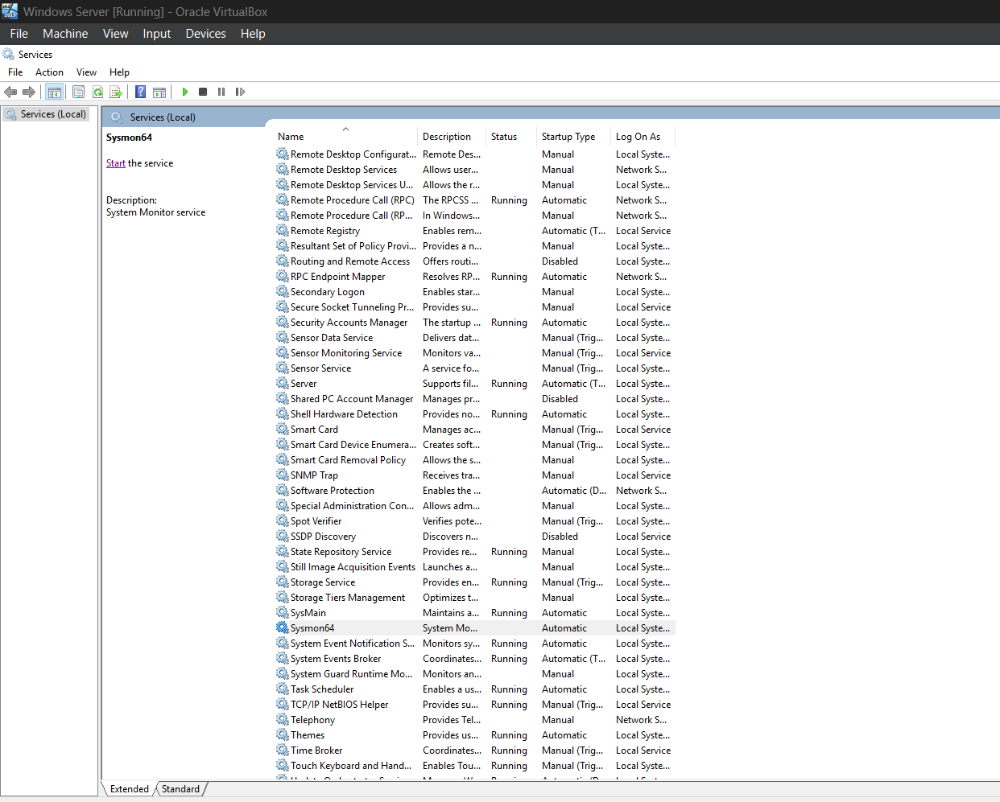 Windows Server [Running] - Oracle VirtualBox
File Machine View Input Devices Help
Services
File Action View Help
Services (Local)
Services (Local)
Sysmon64
Start the service
Description:
System Monitor service
Name Description Status Startup Type Log On As
Remote Desktop Configurat... Remote Des... Manual Local Syste...
Remote Desktop Services Allows user... Manual Network S...
Remote Desktop Services U... Allows the r... Manual Local Syste...
Remote Procedure Call (RPC) The RPCSS ... Running Automatic Network S...
Remote Procedure Call (RP... In Windows... Manual Network S...
Remote Registry Enables rem... Automatic (T... Local Service
Resultant Set of Policy Provi... Provides a n... Manual Local Syste...
Routing and Remote Access Offers routi... Disabled Local Syste...
RPC Endpoint Mapper Resolves RP... Running Automatic Network S...
Secondary Logon Enables star... Manual Local Syste...
Secure Socket Tunneling Pr... Provides su... Manual Local Service
Security Accounts Manager The startup ... Running Automatic Local Syste...
Sensor Data Service Delivers dat... Manual (Trig... Local Syste...
Sensor Monitoring Service Monitors va... Manual (Trig... Local Service
Sensor Service A service fo... Manual (Trig... Local Syste...
Server Supports fil... Running Automatic (T... Local Syste...
Shared PC Account Manager Manages pr... Disabled Local Syste...
Shell Hardware Detection Provides no... Running Automatic Local Syste...
Smart Card Manages ac... Manual (Trig... Local Service
Smart Card Device Enumera... Creates soft... Manual (Trig... Local Syste...
Smart Card Removal Policy Allows the s... Manual Local Syste...
SNMP Trap Receives tra... Manual Local Service
Software Protection Enables the ... Automatic (D... Network S...
Special Administration Con... Allows adm... Manual Local Syste...
Spot Verifier Verifies pote... Manual (Trig... Local Syste...
SSDP Discovery Discovers n... Disabled Local Service
State Repository Service Provides re... Running Manual Local Syste...
Still Image Acquisition Events Launches a... Manual Local Syste...
Storage Service Provides en... Running Manual (Trig... Local Syste...
Storage Tiers Management Optimizes t... Manual Local Syste...
SysMain Maintains a... Running Automatic Local Syste...
Sysmon64 System Mo... Automatic Local Syste...
System Event Notification S... Monitors sy... Running Automatic Local Syste...
System Events Broker Coordinates... Running Automatic (T... Local Syste...
System Guard Runtime Mo... Monitors an... Manual Local Syste...
Task Scheduler Enables a us... Running Automatic Local Syste...
TCP/IP NetBIOS Helper Provides su... Running Manual (Trig... Local Service
Telephony Provides Tel... Manual Network S...
Themes Provides us... Running Automatic Local Syste...
Time Broker Coordinates... Running Manual (Trig... Local Service
Touch Keyboard and Hand... Enables Tou... Running Manual (Trig... Local Syste...
Extended Standard